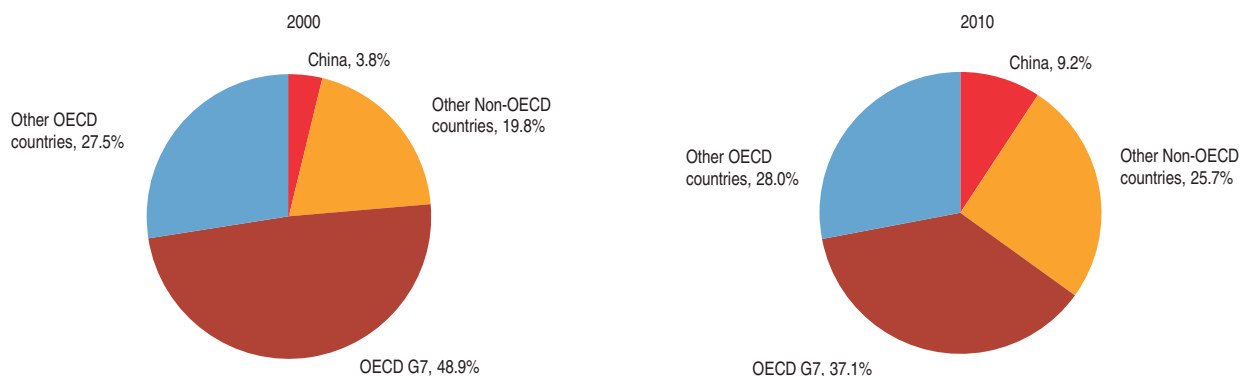 2000
China, 3.8%
Other Non-OECD
countries, 19.8%
Other OECD
countries, 27.5%
OECD G7, 48.9%
2010
China, 9.2%
Other Non-OECD
countries, 25.7%
Other OECD
countries, 28.0%
OECD G7, 37.1%